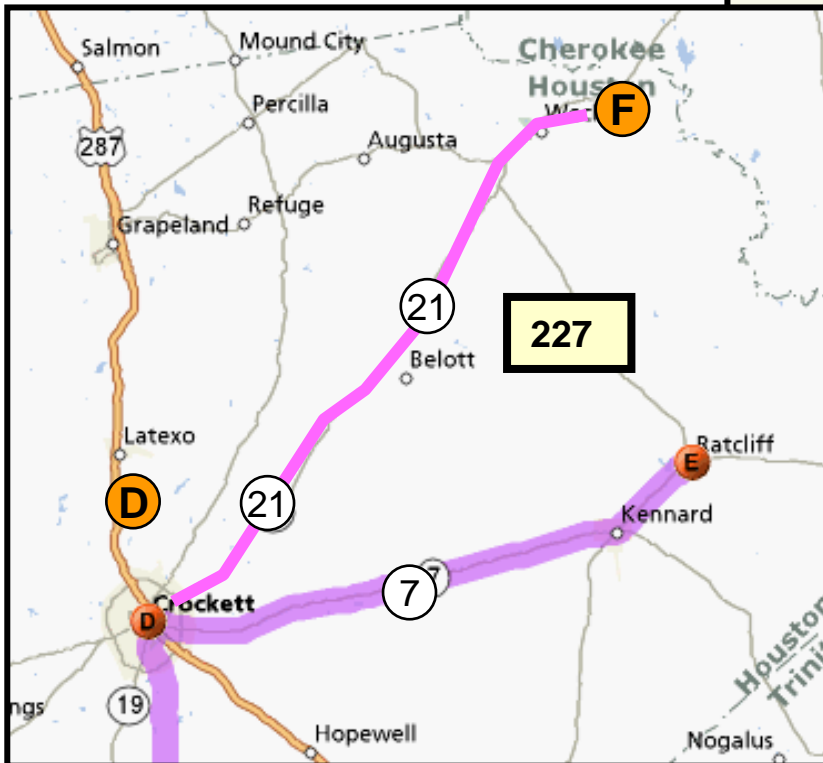 Salmon
Mound City
Cherokee
Houston
F
Percilla
287
Augusta
Refuge
Grapeland
21
227
Belott
Latexo
Ratcliff
E
D
21
Kennard
7
7
Crockett
D
Houston
19
ngs
Hopewell
Nogalus